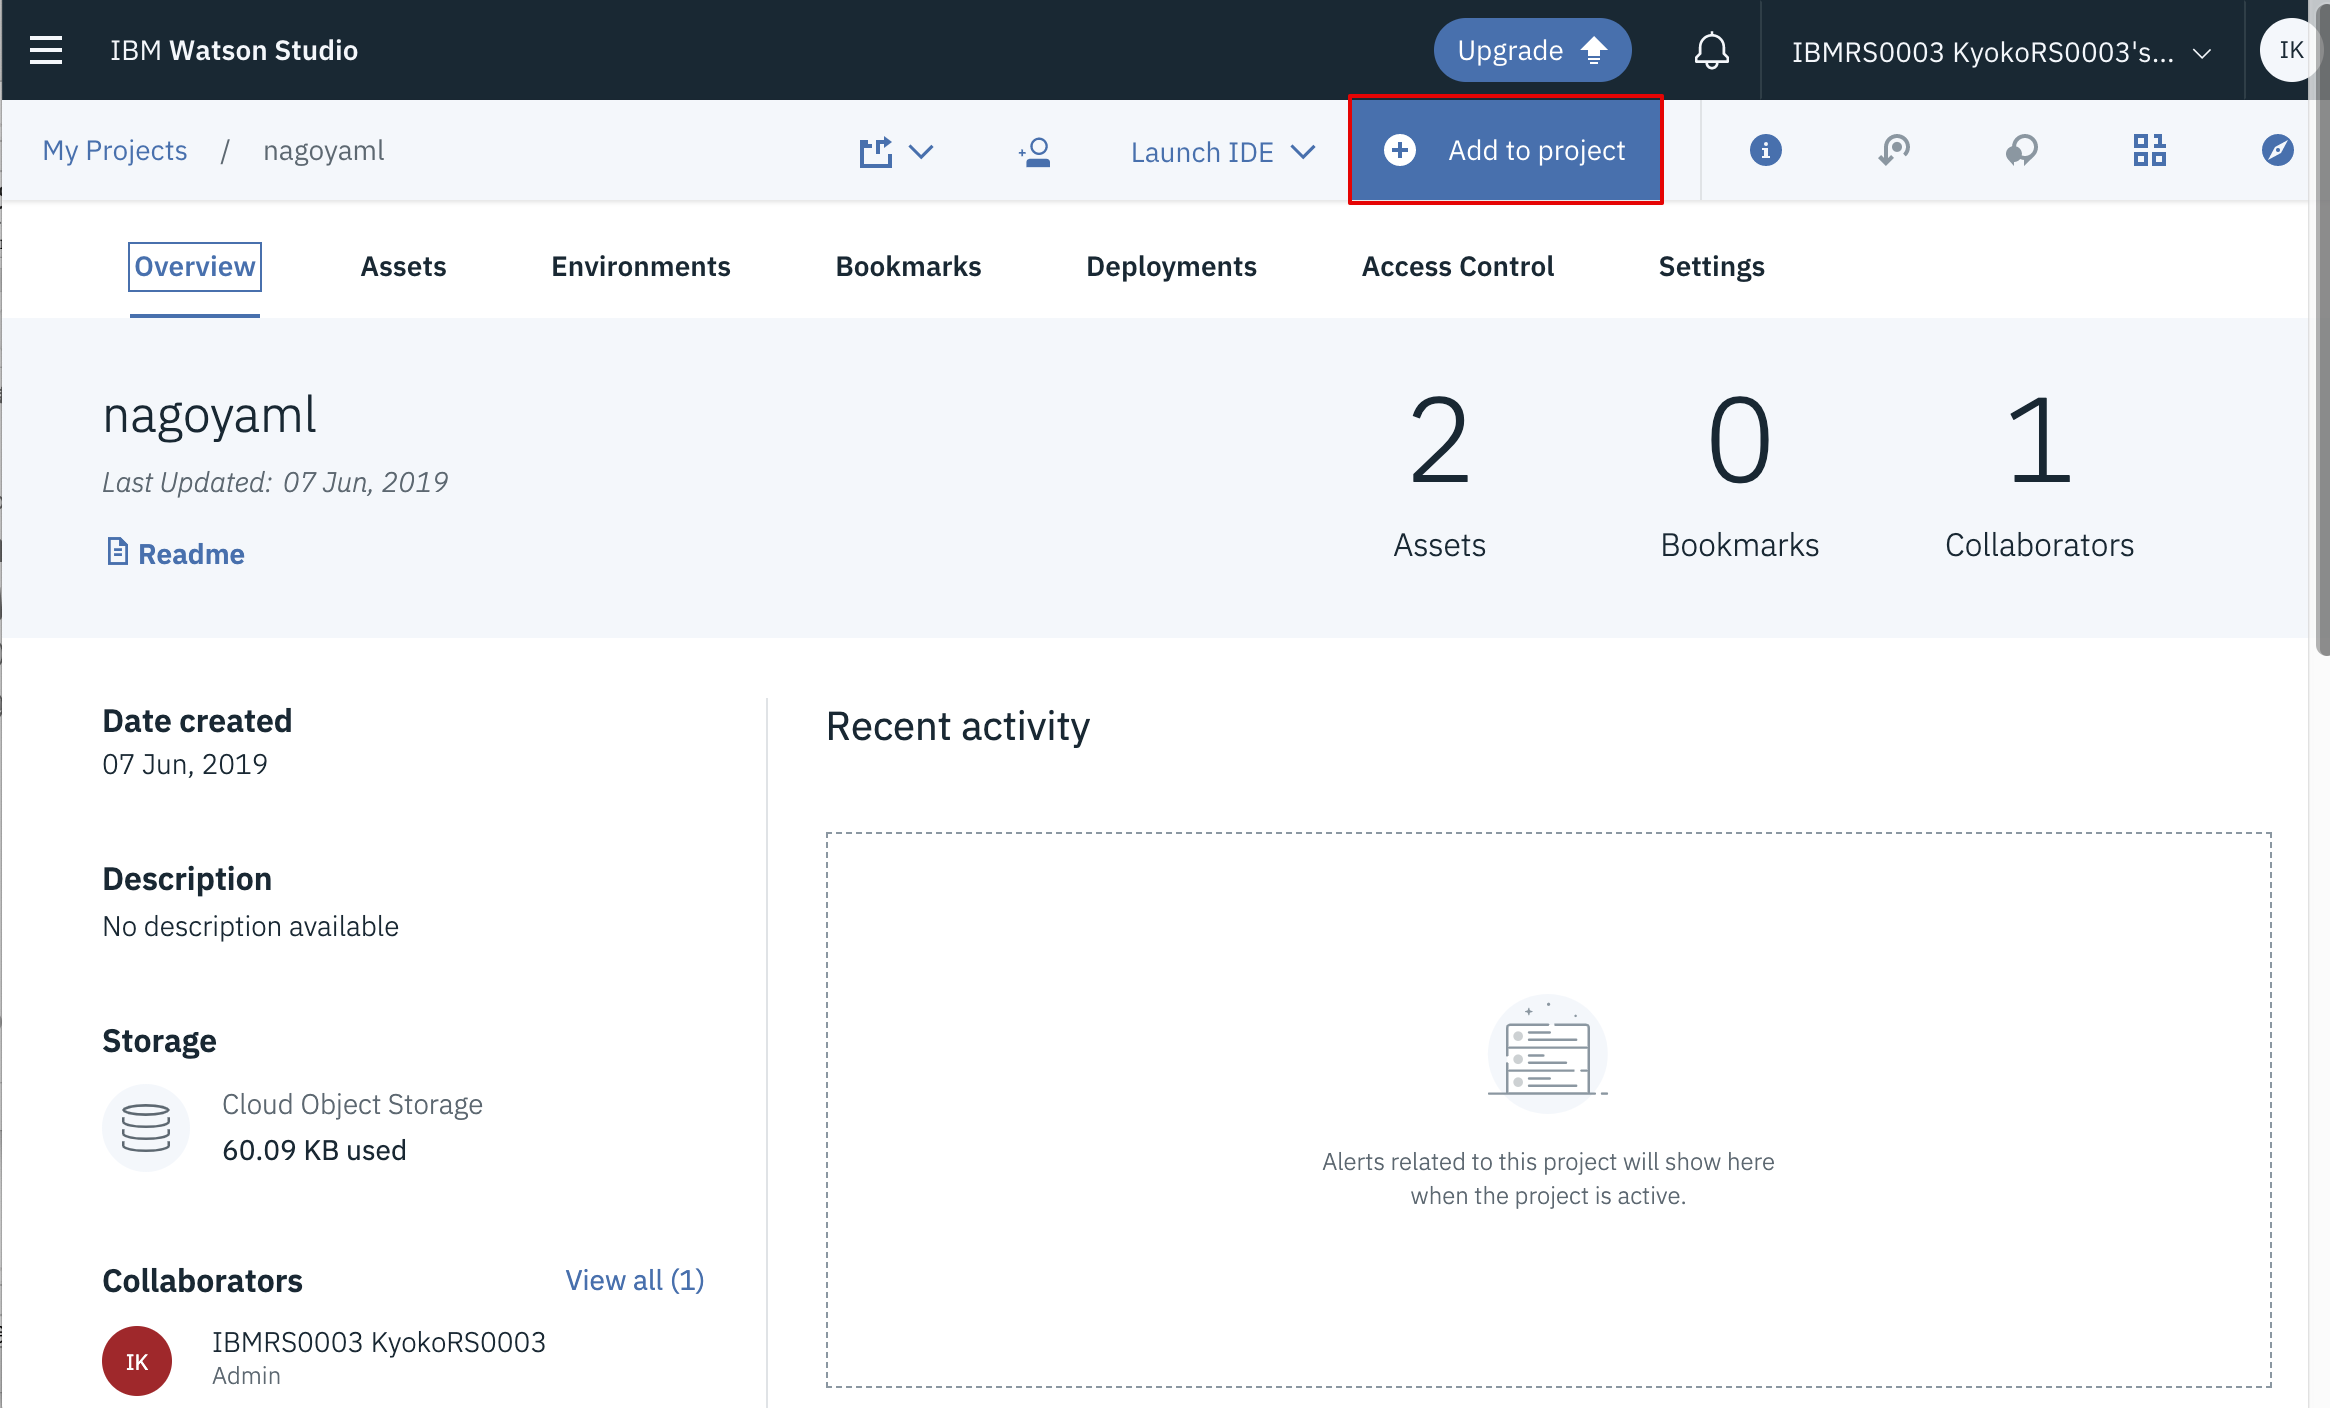 IBM Watson Studio
Upgrade
IBMRS0003 KyokoRS0003's...
IK
My Projects / nagoyaml
Launch IDE
Add to project
Overview
Assets
Environments
Bookmarks
Deployments
Access Control
Settings
nagoyaml
Last Updated: 07 Jun, 2019
Readme
2
Assets
0
Bookmarks
1
Collaborators
Date created
07 Jun, 2019
Description
No description available
Storage
Cloud Object Storage
60.09 KB used
Collaborators
View all (1)
IK
IBMRS0003 KyokoRS0003
Admin
Recent activity
Alerts related to this project will show here
when the project is active.